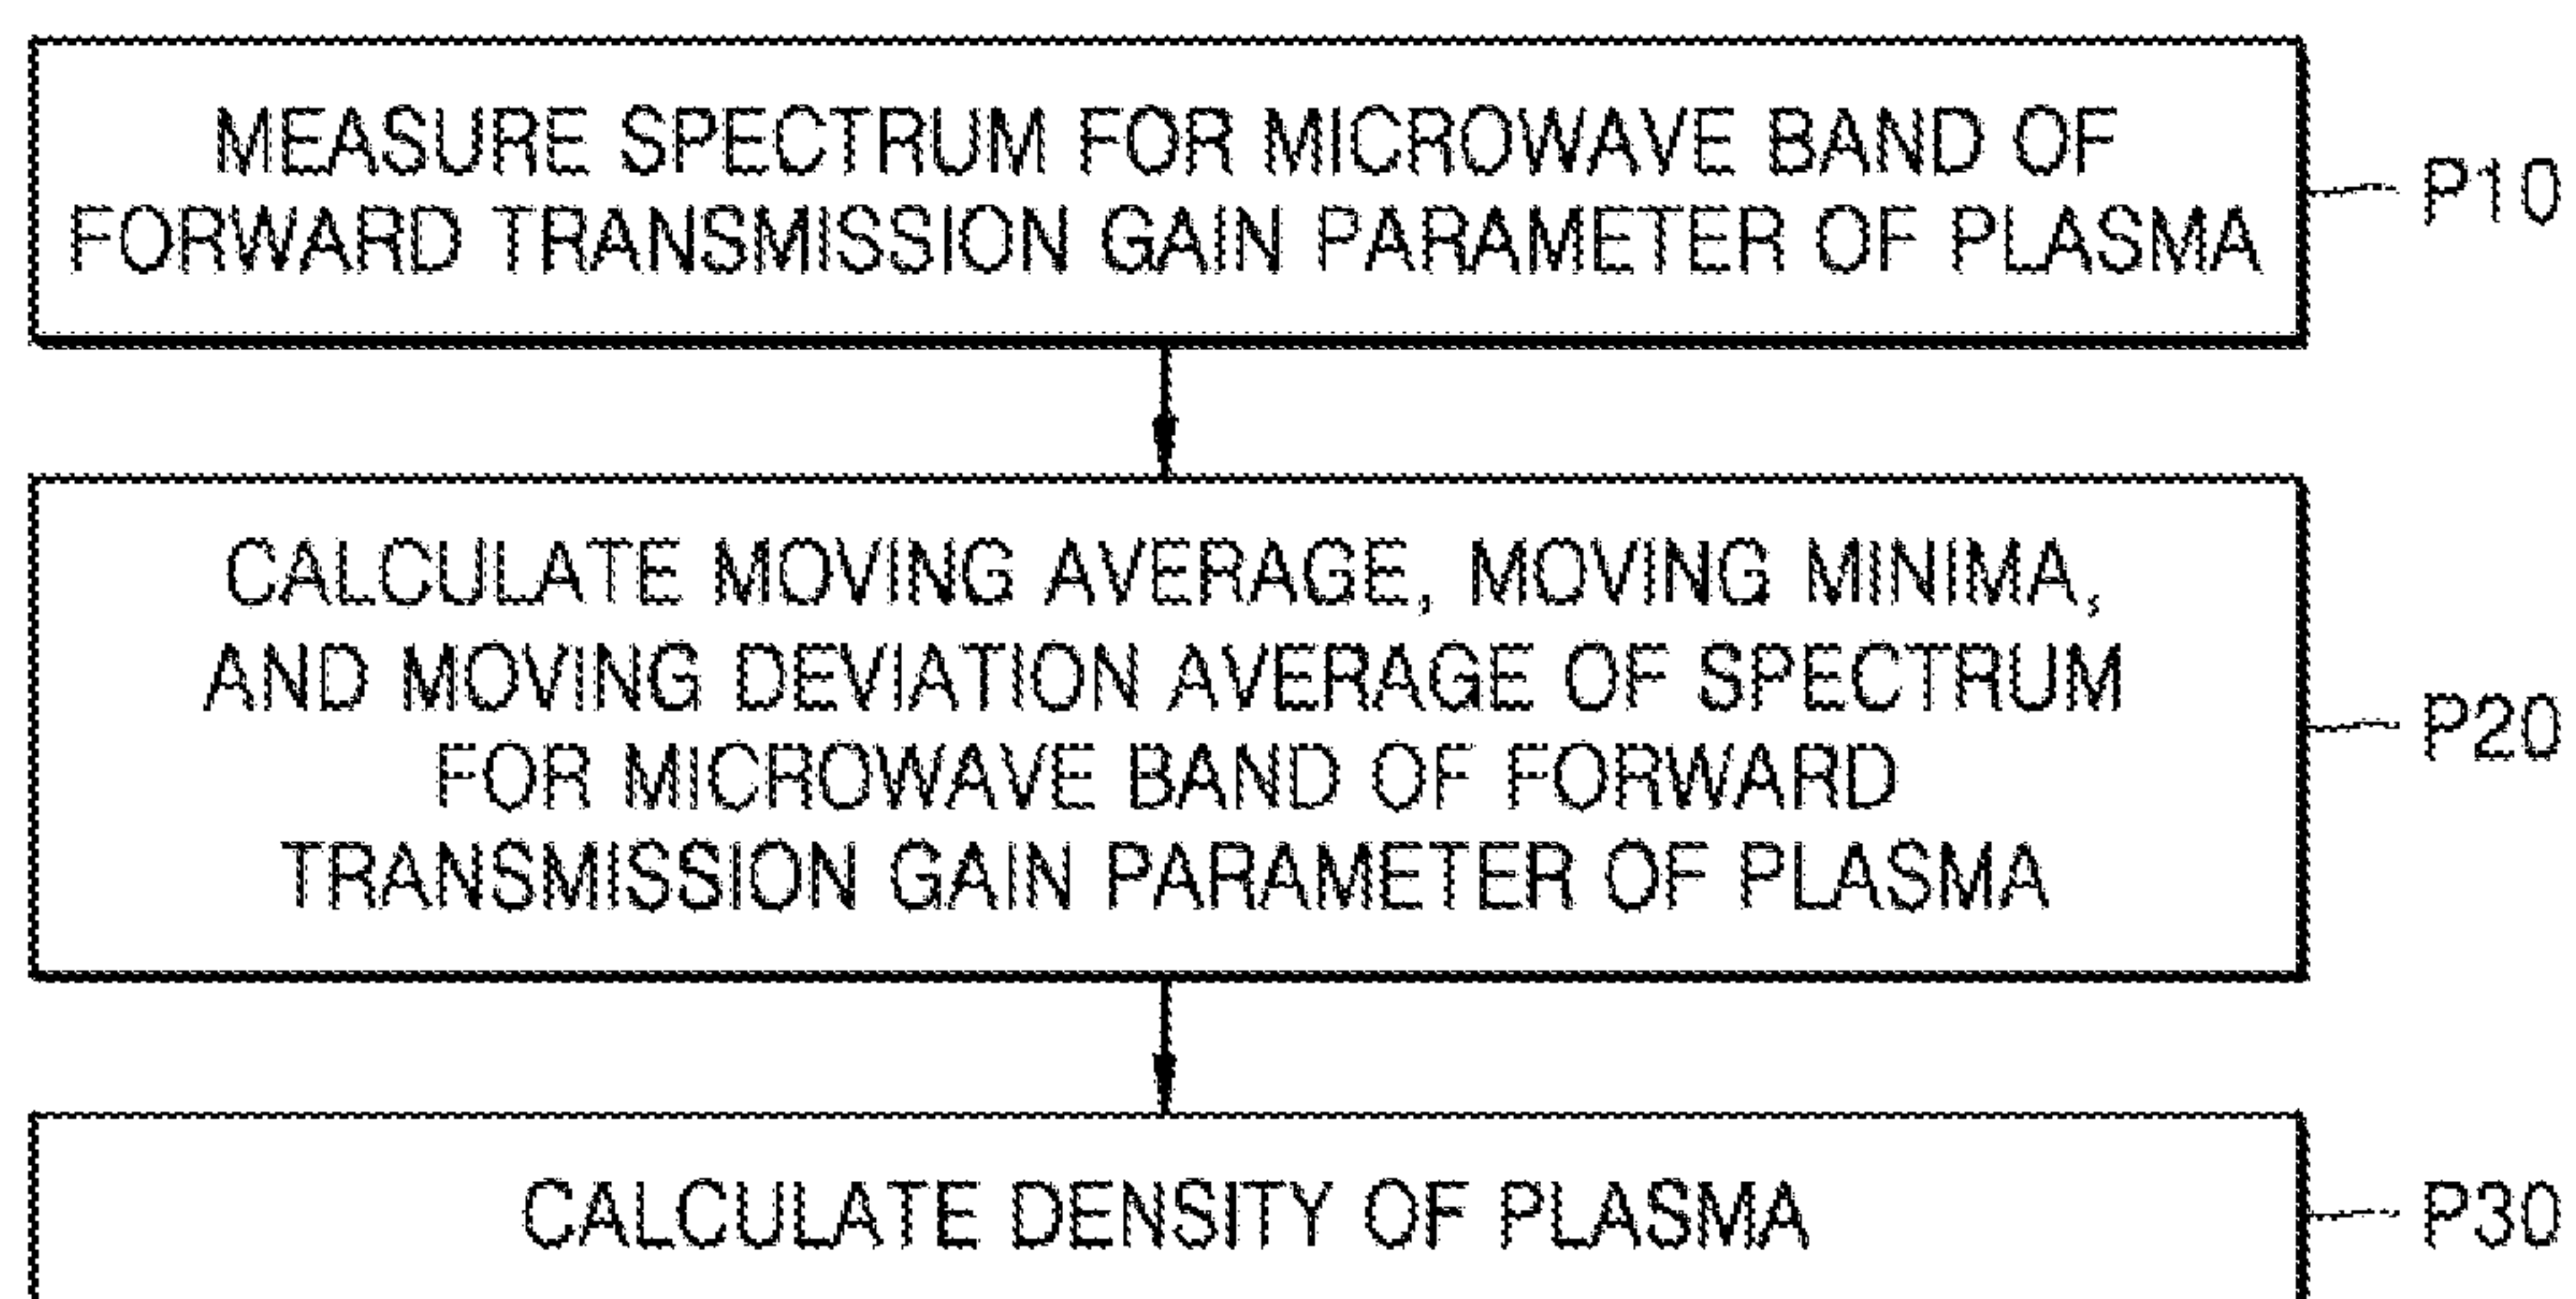 MEASURE SPECTRUM FOR MICROWAVE BAND OF
FORWARD TRANSMISSION GAIN PARAMETER OF PLASMA
P10
CALCULATE MOVING AVERAGE, MOVING MINIMA,
AND MOVING DEVIATION AVERAGE OF SPECTRUM
FOR MICROWAVE BAND OF FORWARD
TRANSMISSION GAIN PARAMETER OF PLASMA
P20
CALCULATE DENSITY OF PLASMA
P30